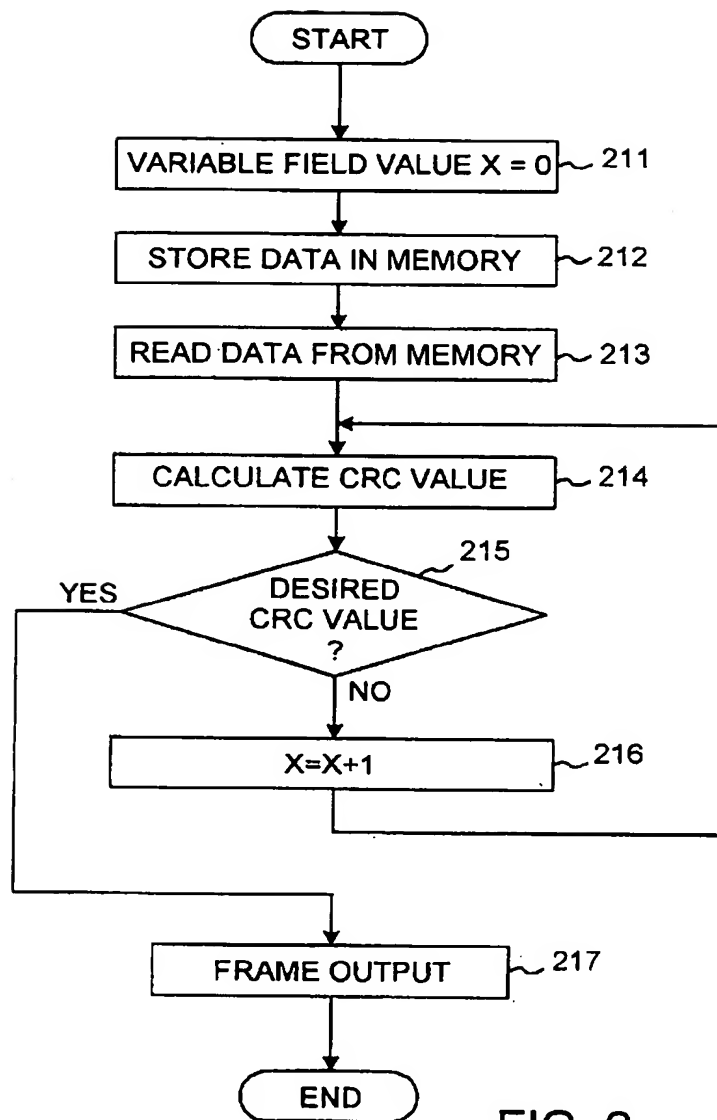 START
VARIABLE FIELD VALUE X = 0
211
STORE DATA IN MEMORY
212
READ DATA FROM MEMORY
213
CALCULATE CRC VALUE
214
215
YES
DESIRED
CRC VALUE
?
NO
X=X+1
216
FRAME OUTPUT
217
END